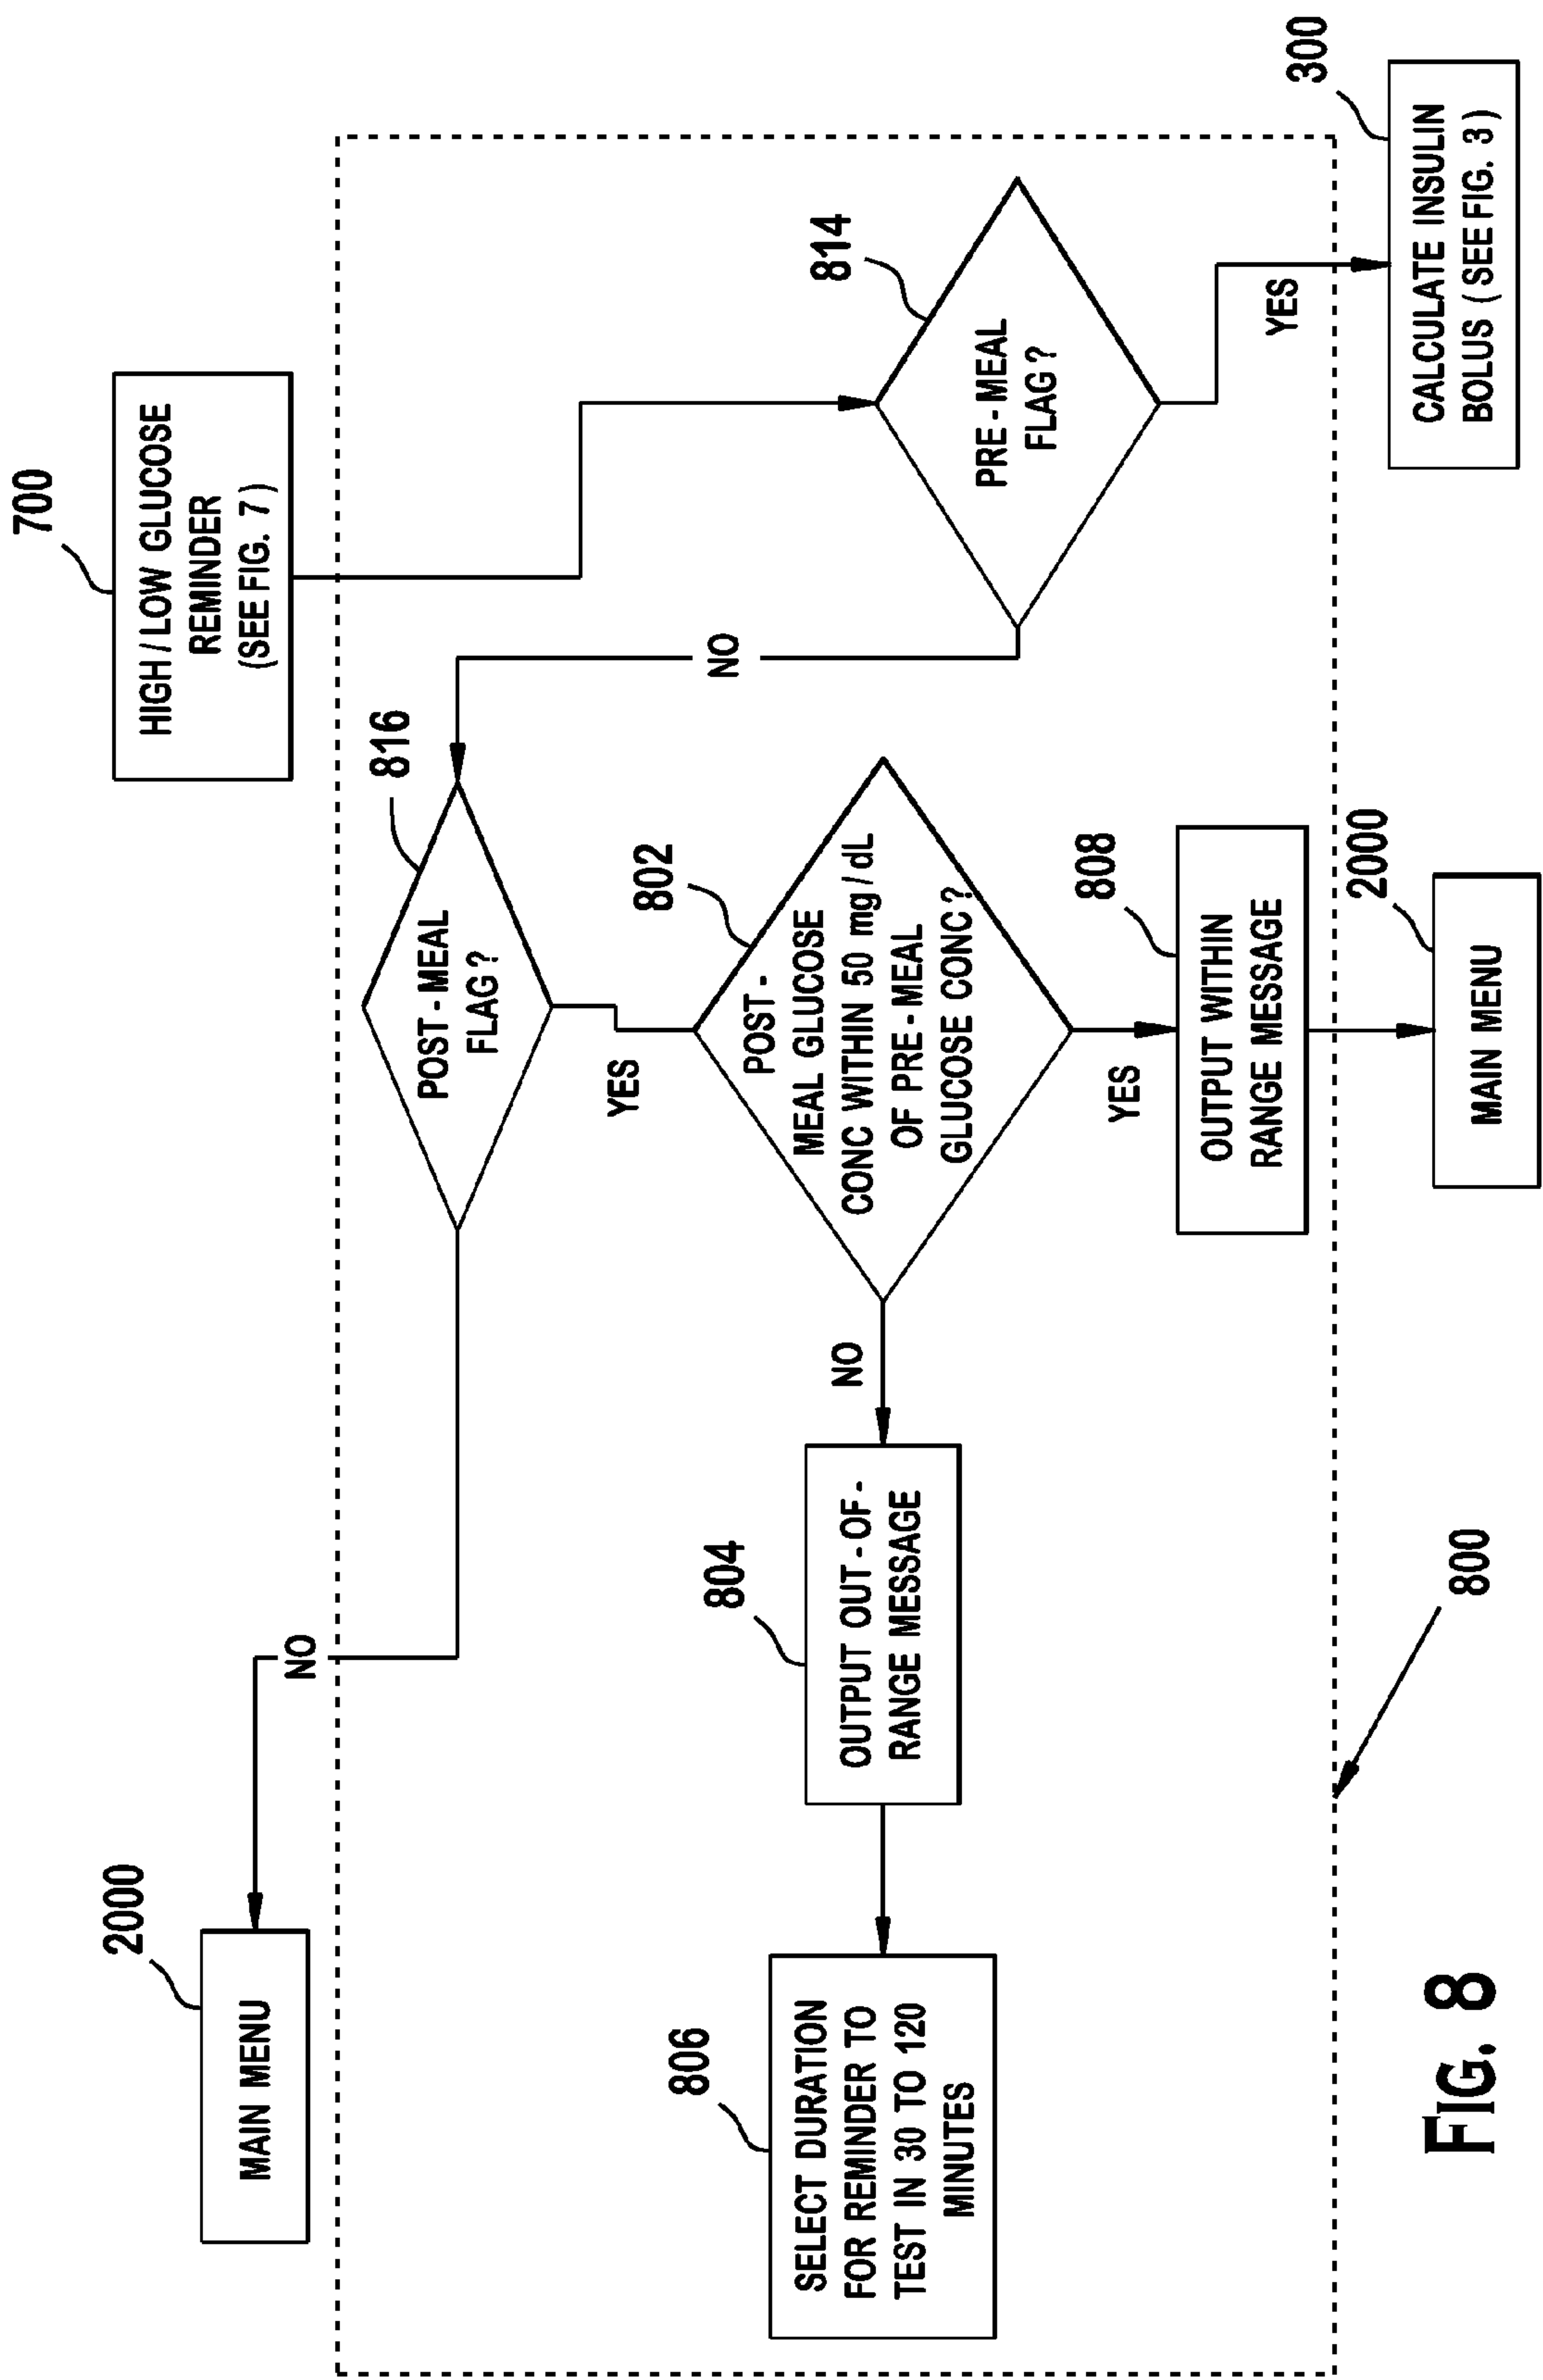 700
HIGH / LOW GLUCOSE
REMINDER
(SEE FIG. 7)
2000
MAIN MENU
NO
816
POST - MEAL
FLAG ?
NO
814
PRE - MEAL
FLAG ?
YES
300
CALCULATE INSULIN
BOLUS ( SEE FIG. 3 )
YES
802
POST -
MEAL GLUCOSE
CONC WITHIN 50 mg / dL
OF PRE - MEAL
GLUCOSE CONC ?
NO
804
OUTPUT OUT - OF -
RANGE MESSAGE
806
SELECT DURATION
FOR REMINDER TO
TEST IN 30 TO 120
MINUTES
YES
808
OUTPUT WITHIN
RANGE MESSAGE
2000
MAIN MENU
800
FIG. 8